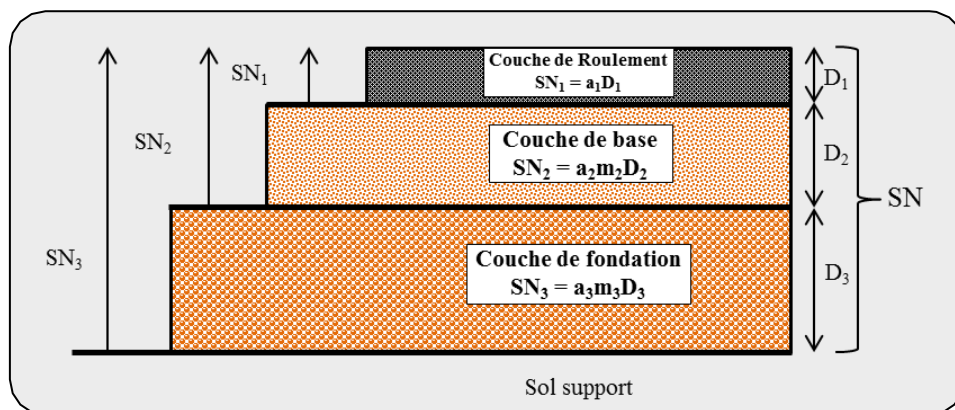 Couche de Roulement
SN₁ = a₁D₁
SN₁
D₁
Couche de base
SN₂ = a₂m₂D₂
SN₂
D₂
SN
Couche de fondation
SN₃ = a₃m₃D₃
SN₃
D₃
Sol support